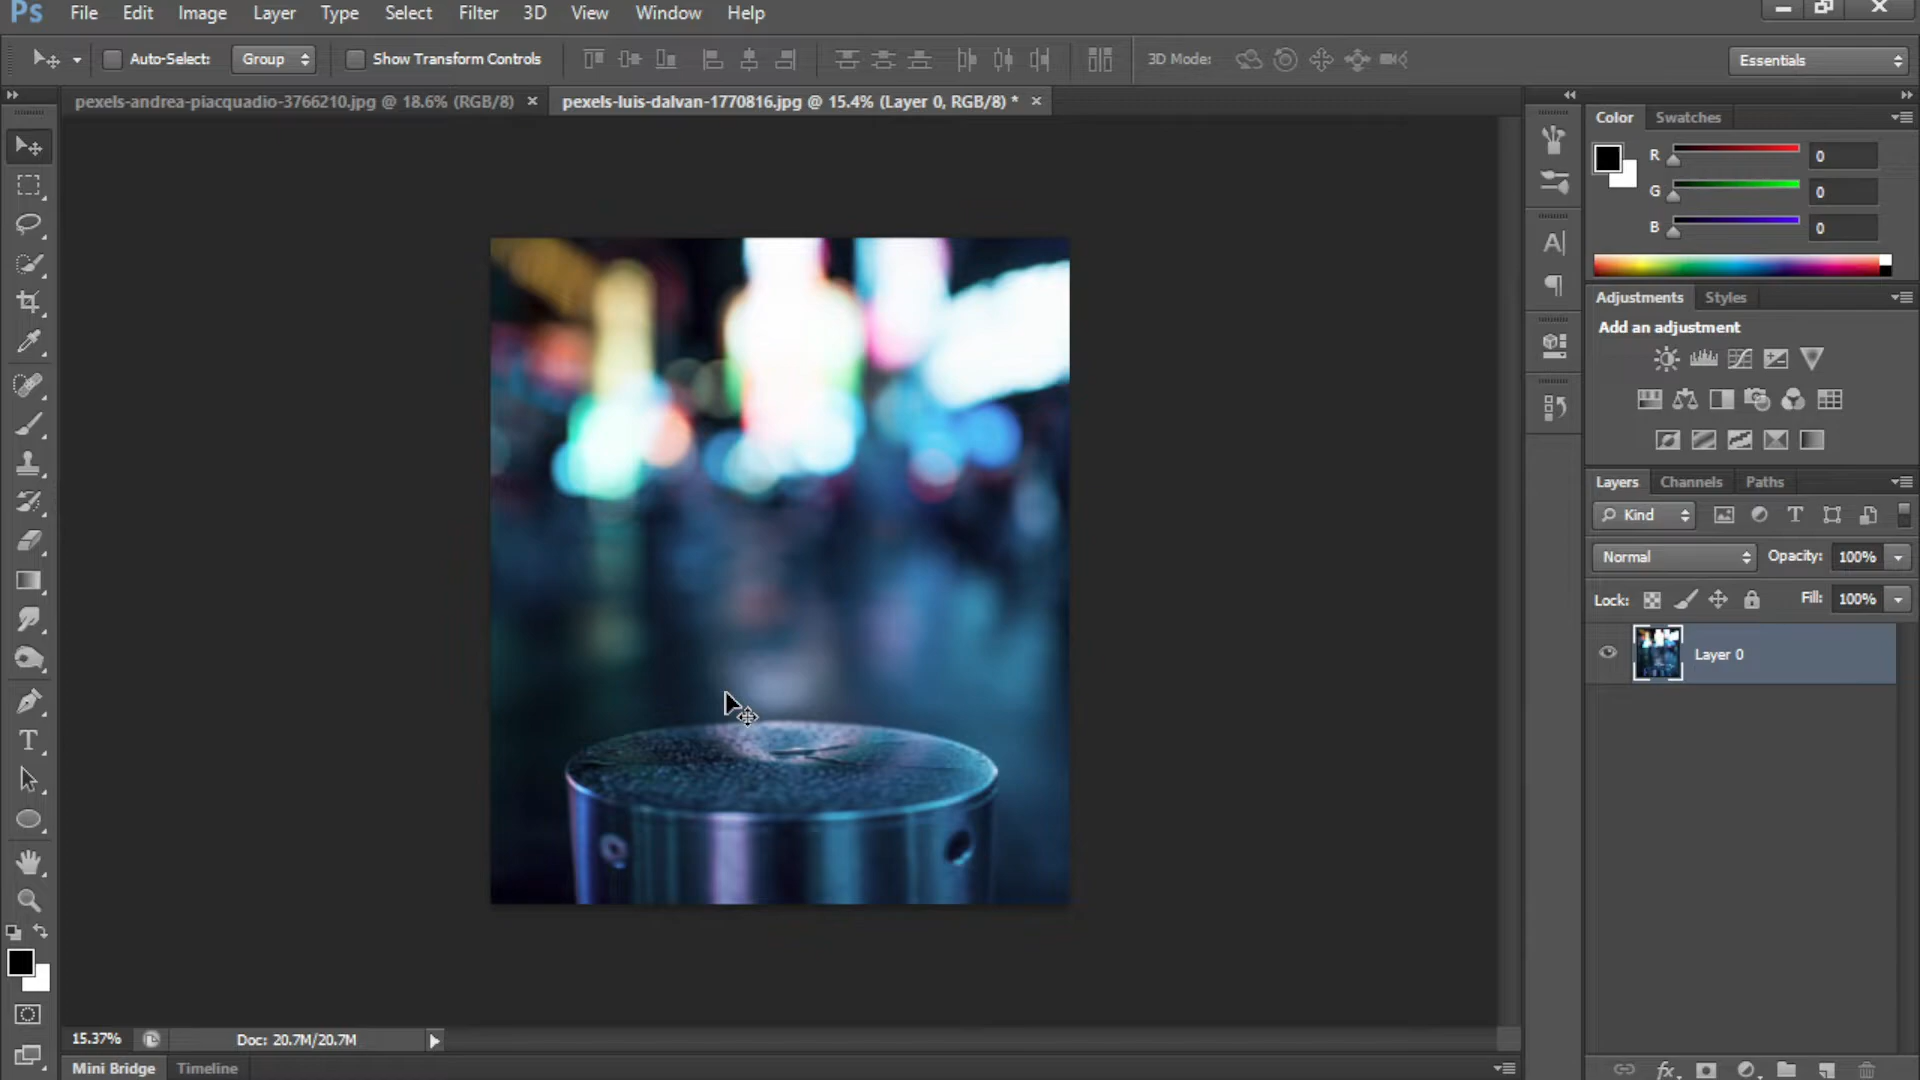 Ps File Edit Image Layer Type Select Filter 3D View Window Help
Auto-Select: Group Show Transform Controls 3D Mode: Essentials
pexels-andrea-piacquadio-3766210.jpg @ 18.6% (RGB/8) × pexels-luis-dalvan-1770816.jpg @ 15.4% (Layer 0, RGB/8) * ×
Color Swatches
R 0
G 0
B 0
Adjustments Styles
Add an adjustment
Layers Channels Paths
Kind
Normal Opacity: 100%
Lock: Fill: 100%
Layer 0
15.37% Doc: 20.7M/20.7M
Mini Bridge Timeline